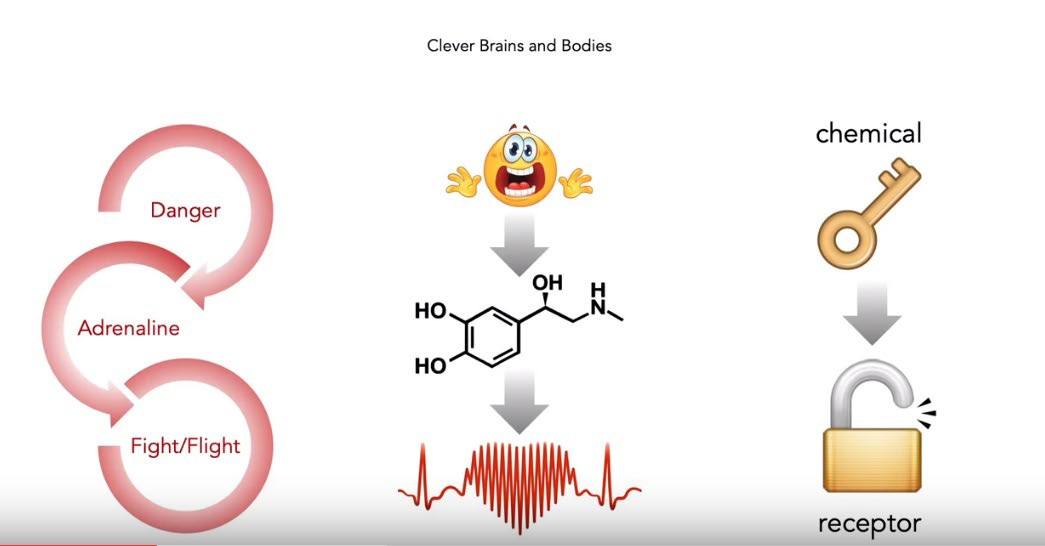 Clever Brains and Bodies
Danger
Adrenaline
Fight/Flight
OH
H
N
HO
HO
chemical
receptor